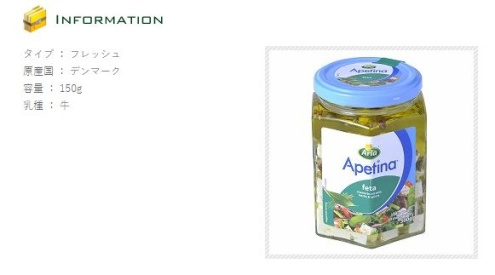 INFORMATION
タイプ ： フレッシュ
原産国 ： デンマーク
容量 ： 150g
乳種 ： 牛
Arla
Apetina
feta